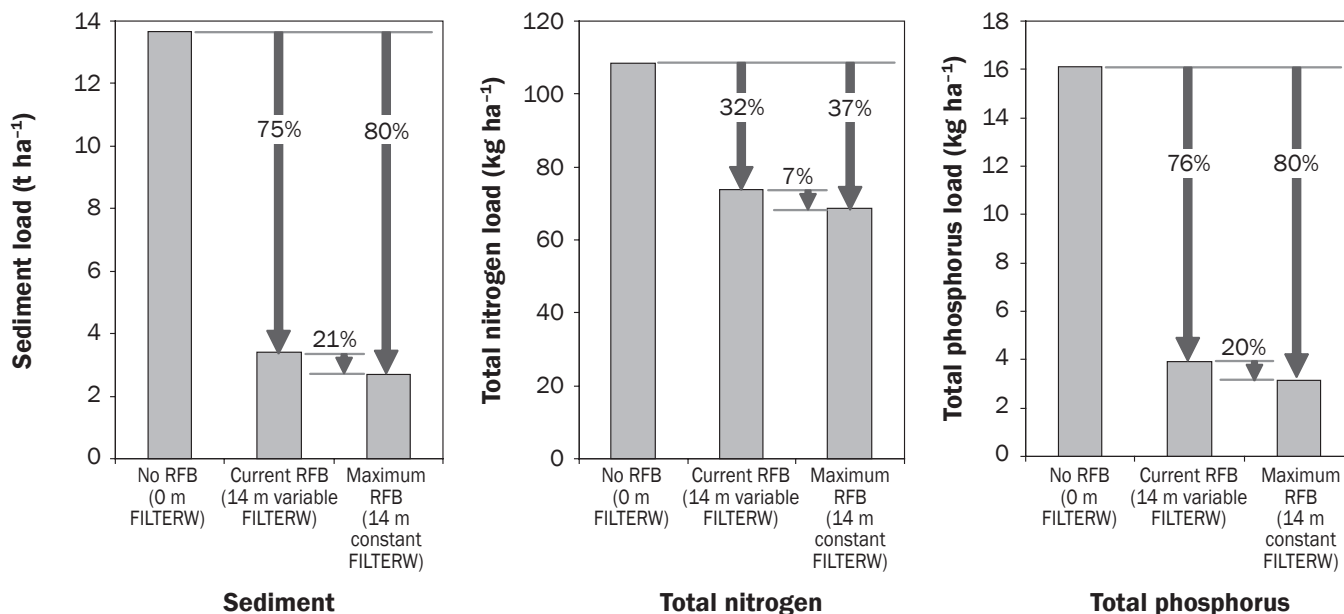 Sediment load (t ha⁻¹)
14
12
10
8
6
4
2
0
75%
80%
21%
No RFB
(0 m
FILTERW)
Current RFB
(14 m variable
FILTERW)
Maximum
RFB
(14 m
constant
FILTERW)
Sediment
Total nitrogen load (kg ha⁻¹)
120
100
80
60
40
20
0
32%
37%
7%
No RFB
(0 m
FILTERW)
Current RFB
(14 m variable
FILTERW)
Maximum
RFB
(14 m
constant
FILTERW)
Total nitrogen
Total phosphorus load (kg ha⁻¹)
18
16
14
12
10
8
6
4
2
0
76%
80%
20%
No RFB
(0 m
FILTERW)
Current RFB
(14 m variable
FILTERW)
Maximum
RFB
(14 m
constant
FILTERW)
Total phosphorus